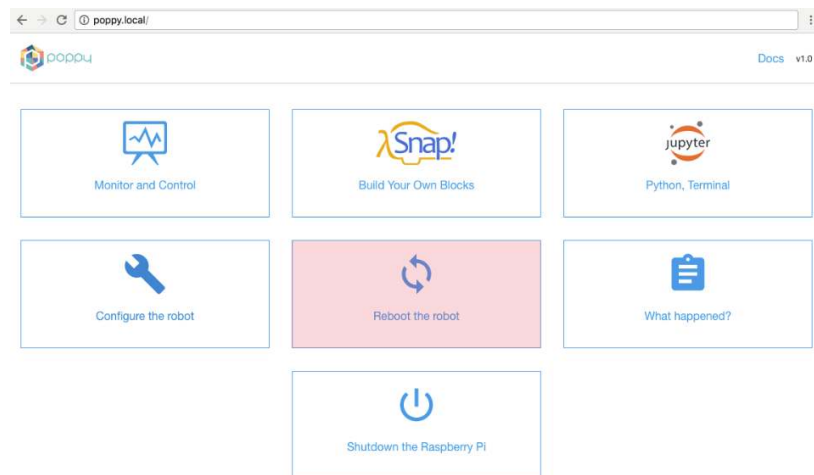 poppy.local/
poppy
Docs v1.0
Monitor and Control
λSnap!
Build Your Own Blocks
jupyter
Python, Terminal
Configure the robot
Reboot the robot
What happened?
Shutdown the Raspberry Pi